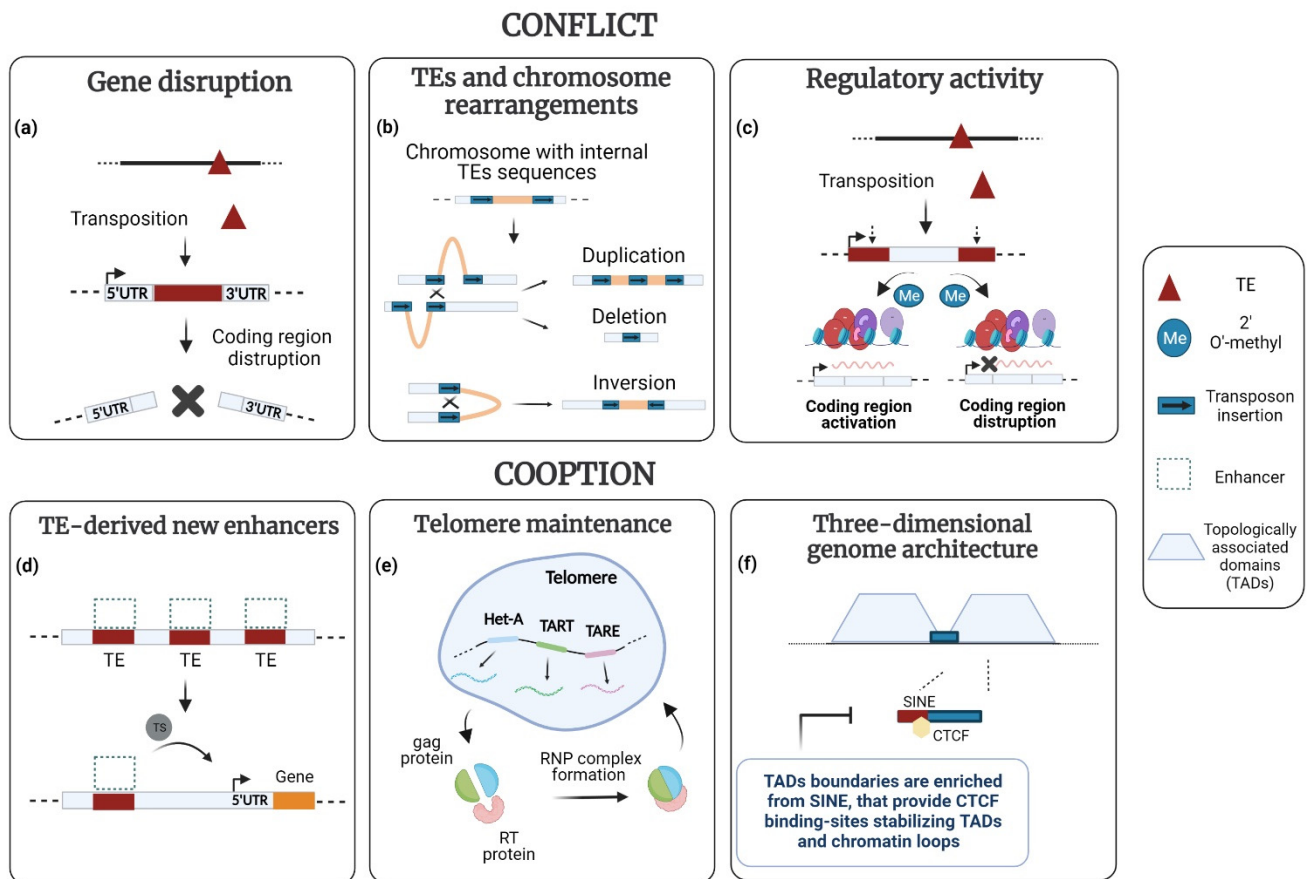 CONFLICT
Gene disruption
(a)
Transposition
5'UTR
3'UTR
Coding region
distruption
5'UTR
3'UTR
TEs and chromosome
rearrangements
(b)
Chromosome with internal
TEs sequences
Duplication
Deletion
Inversion
Regulatory activity
(c)
Transposition
Me
Me
Coding region
activation
Coding region
distruption
COOPTION
TE-derived new enhancers
(d)
TE
TE
TE
TS
Gene
5'UTR
Telomere maintenance
(e)
Telomere
Het-A
TART
TARE
gag
protein
RNP complex
formation
RT
protein
Three-dimensional
genome architecture
(f)
SINE
CTCF
TADs boundaries are enriched
from SINE, that provide CTCF
binding-sites stabilizing TADs
and chromatin loops
TE
Me
2'
O'-methyl
Transposon
insertion
Enhancer
Topologically
associated
domains
(TADs)